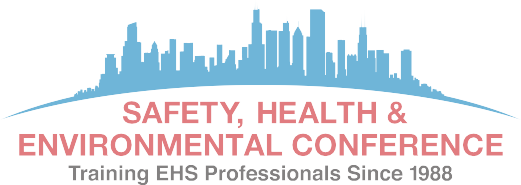 SAFETY, HEALTH &
ENVIRONMENTAL CONFERENCE
Training EHS Professionals Since 1988